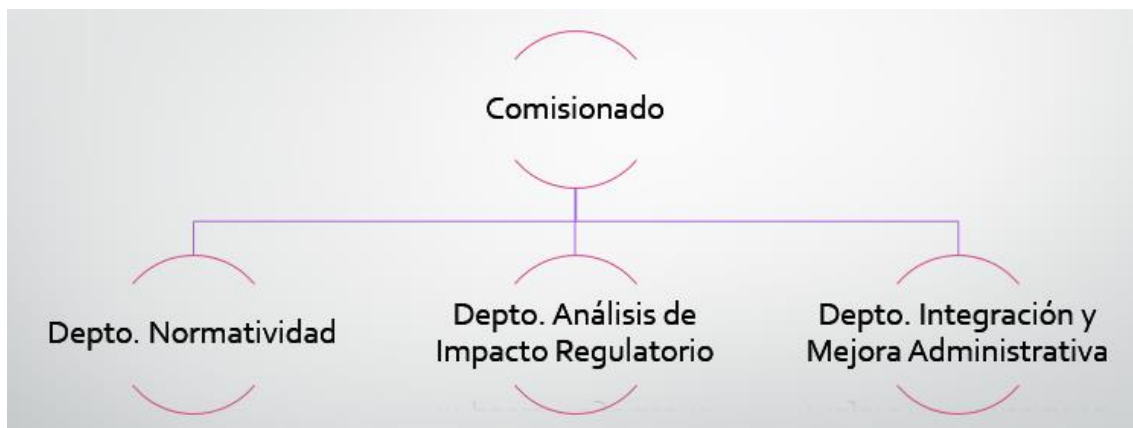 Comisionado
Depto. Normatividad
Depto. Análisis de
Impacto Regulatorio
Depto. Integración y
Mejora Administrativa